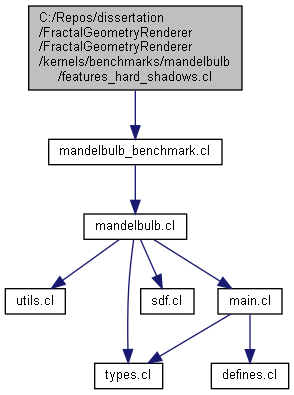 C:/Repos/dissertation
/FractalGeometryRenderer
/FractalGeometryRenderer
/kernels/benchmarks/mandelbulb
/features_hard_shadows.cl
mandelbulb_benchmark.cl
mandelbulb.cl
utils.cl
sdf.cl
main.cl
types.cl
defines.cl